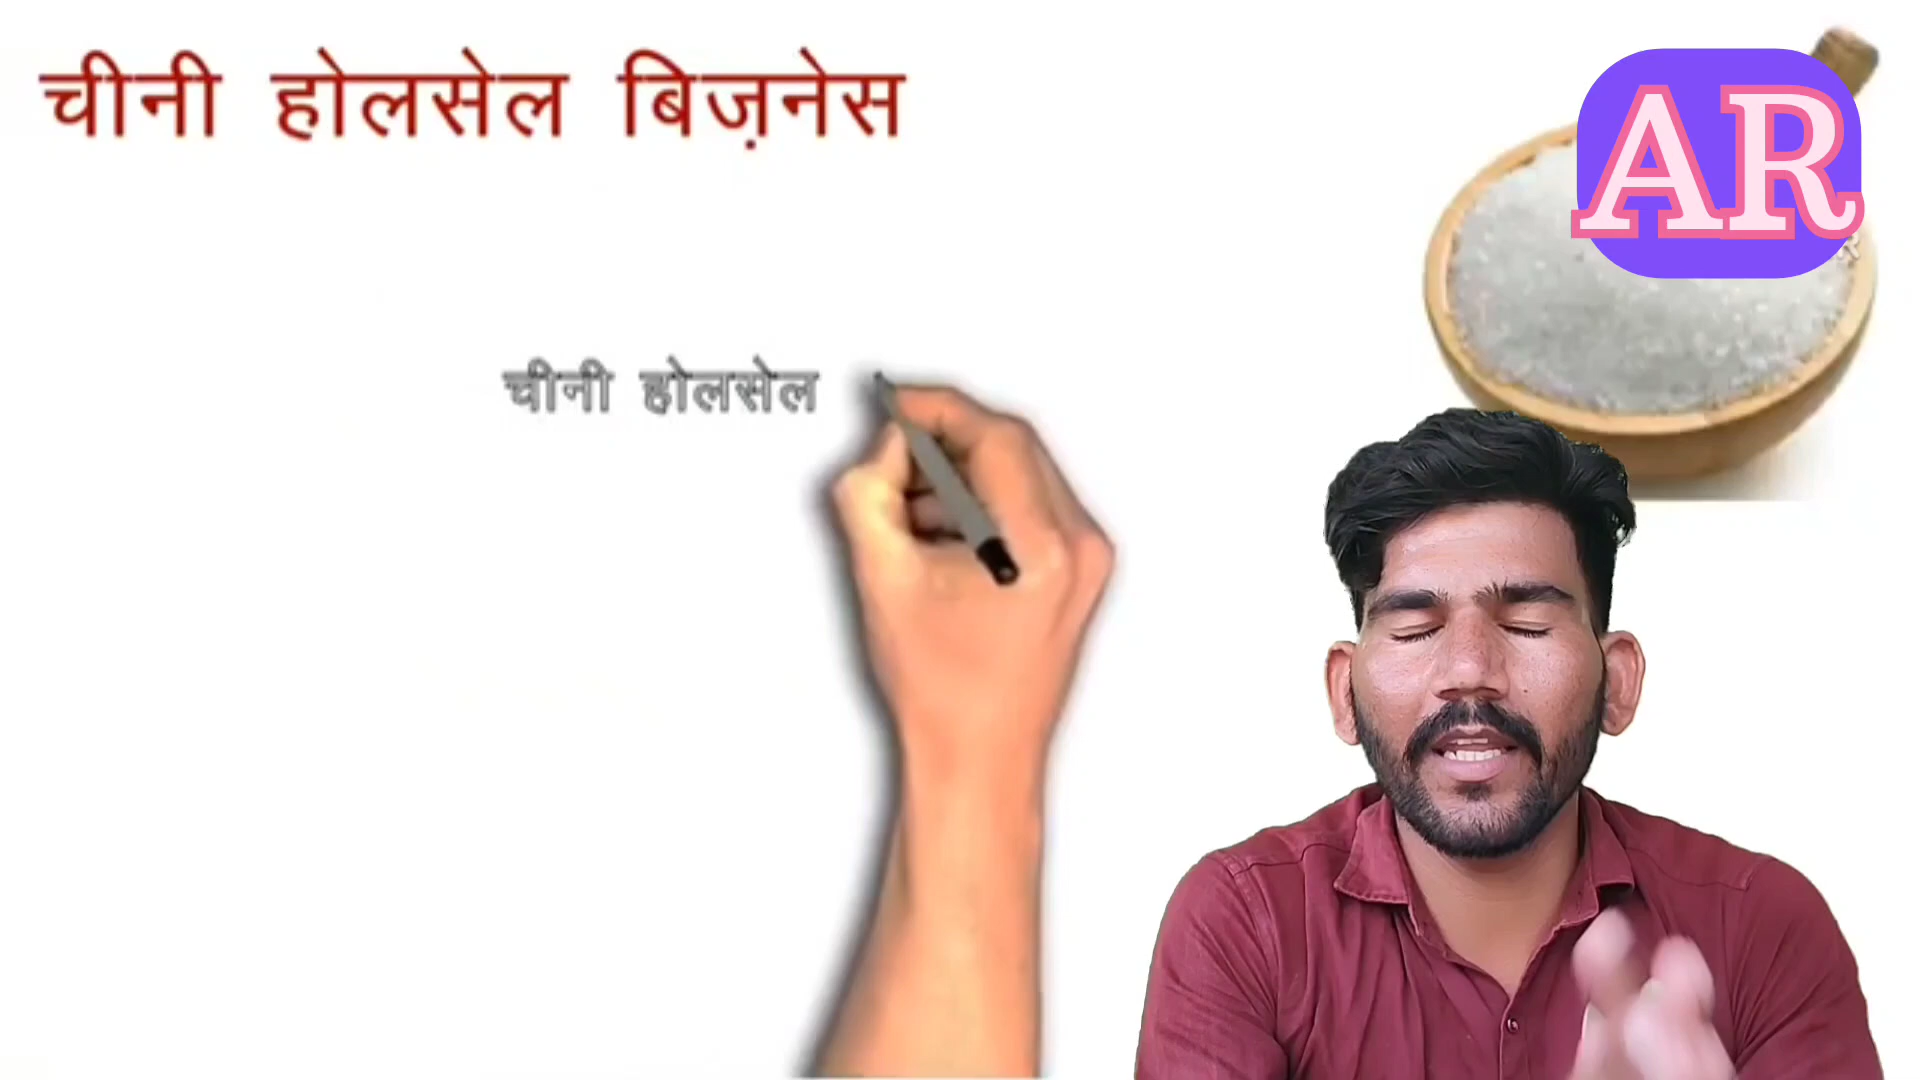 चीनी होलसेल बिज़नेस
AR
चीनी होलसेल